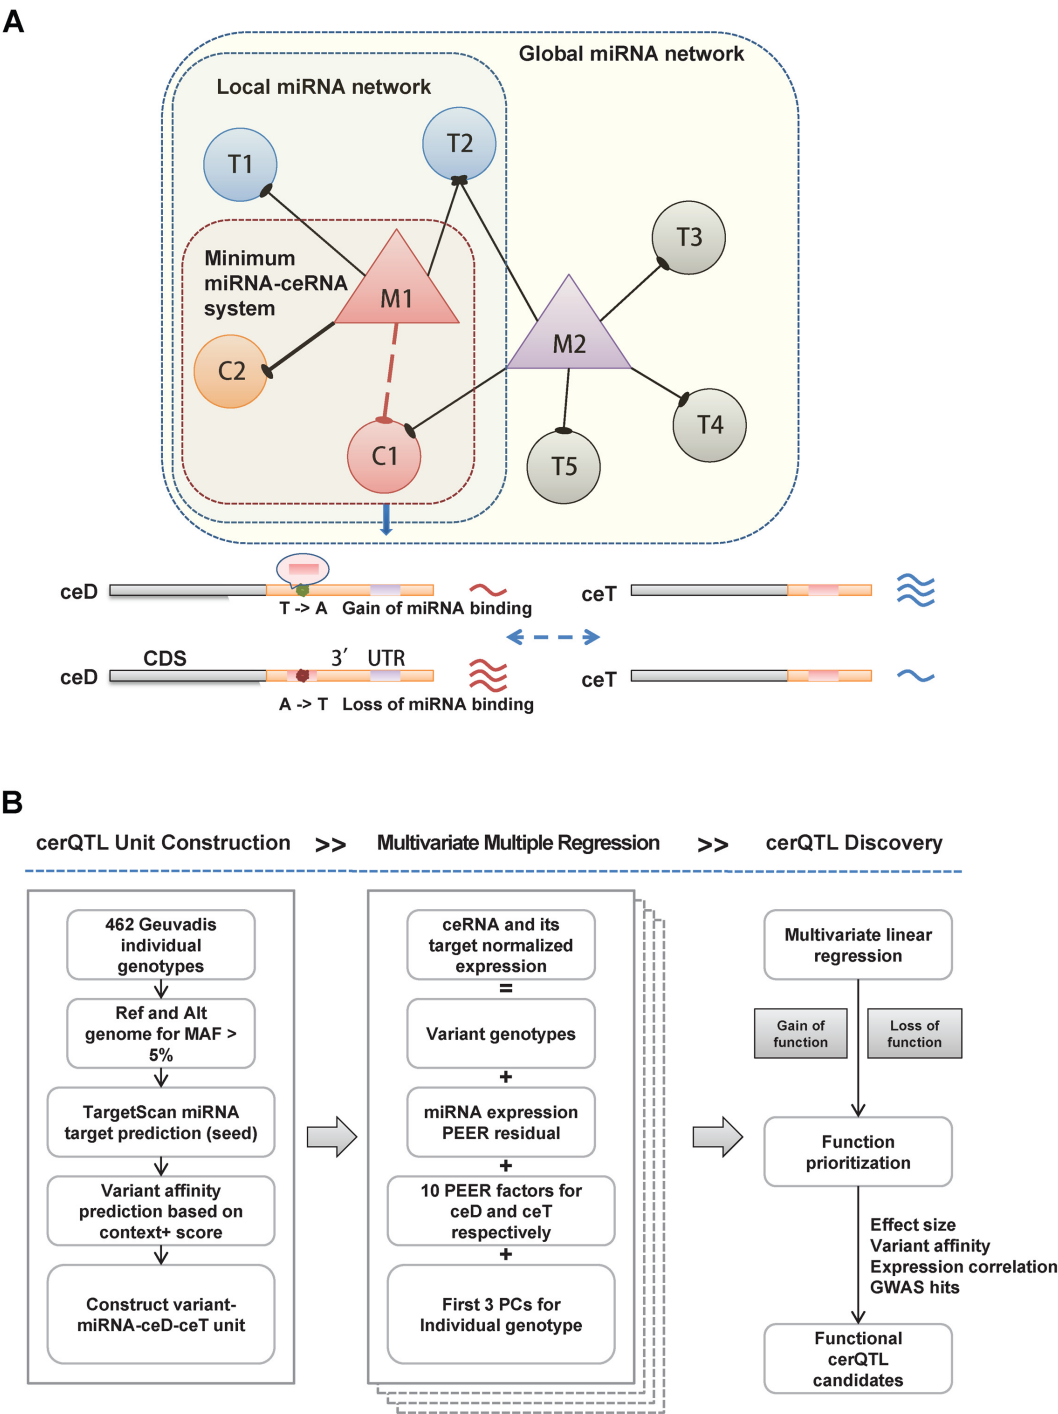 A
Global miRNA network
Local miRNA network
T1
T2
T3
Minimum
miRNA-ceRNA
system
M1
M2
C2
T4
C1
T5
ceD
T -> A
Gain of miRNA binding
ceT
CDS
3′ UTR
ceD
A -> T
Loss of miRNA binding
ceT
B
cerQTL Unit Construction >> Multivariate Multiple Regression >> cerQTL Discovery
462 Geuvadis
individual
genotypes
Ref and Alt
genome for MAF >
5%
TargetScan miRNA
target prediction (seed)
Variant affinity
prediction based on
context+ score
Construct variant-
miRNA-ceD-ceT unit
ceRNA and its
target normalized
expression
=
Variant genotypes
+
miRNA expression
PEER residual
+
10 PEER factors for
ceD and ceT
respectively
+
First 3 PCs for
Individual genotype
Multivariate linear
regression
Gain of
function
Loss of
function
Function
prioritization
Effect size
Variant affinity
Expression correlation
GWAS hits
Functional
cerQTL
candidates